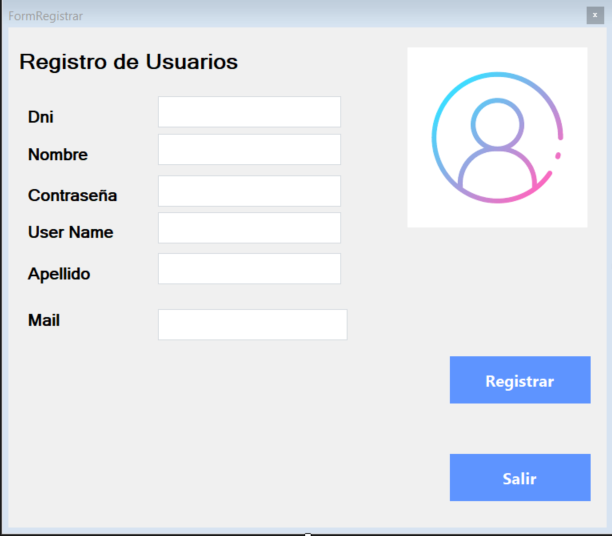 FormRegistrar
x
Registro de Usuarios
Dni
Nombre
Contraseña
User Name
Apellido
Mail
Registrar
Salir